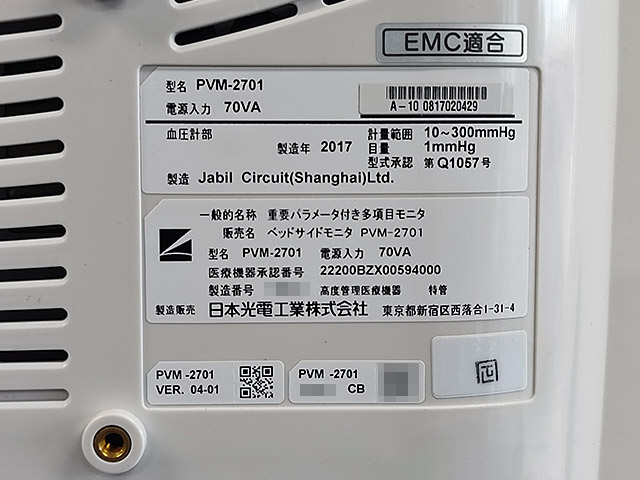 EMC適合
型名 PVM-2701
電源入力 70VA
A-10 0817020429
血圧計部
製造年 2017
計量範囲 10～300mmHg
目量 1mmHg
型式承認 第Q1057号
製造 Jabil Circuit(Shanghai)Ltd.
一般的名称 重要パラメータ付き多項目モニタ
販売名 ベッドサイドモニタ PVM-2701
型名 PVM-2701 電源入力 70VA
医療機器承認番号 22200BZX00594000
製造番号 高度管理医療機器 特管
製造販売 日本光電工業株式会社 東京都新宿区西落合1-31-4
PVM -2701
VER. 04-01
PVM -2701
CB